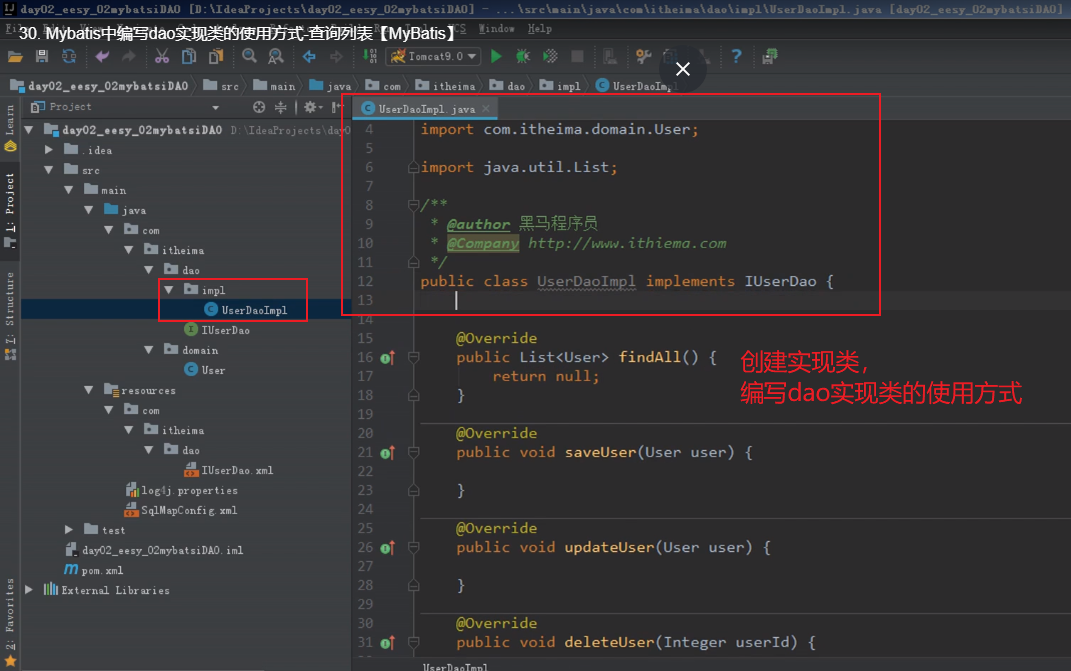 day02_eesy_02mybatsiDAO [D:\IdeaProjects\day02_eesy_02mybatsiDAO] - ...\src\main\java\com\itheima\dao\impl\UserDaoImpl.java [day02_eesy_02mybatsiDAO]
30. Mybatis中编写dao实现类的使用方式-查询列表【MyBatis】
Window Help
Tomcat9.0
day02_eesy_02mybatsiDAO src main java com itheima dao impl UserDaoImpl
Project
UserDaoImpl.java
Learn
1: Project
7: Structure
2: Favorites
day02_eesy_02mybatsiDAO D:\IdeaProjects\day0
.idea
src
main
java
com
itheima
dao
impl
UserDaoImpl
IUserDao
domain
User
resources
com
itheima
dao
IUserDao.xml
log4j.properties
SqlMapConfig.xml
test
day02_eesy_02mybatsiDAO.iml
pom.xml
External Libraries
4 import com.itheima.domain.User;
5
6 import java.util.List;
7
8 /**
9 * @author 黑马程序员
10 * @Company http://www.ithiema.com
11 */
12 public class UserDaoImpl implements IUserDao {
13
14
15 @Override
16 public List<User> findAll() {
17 return null;
18 }
19
20 @Override
21 public void saveUser(User user) {
22
23 }
24
25 @Override
26 public void updateUser(User user) {
27
28 }
29
30 @Override
31 public void deleteUser(Integer userId) {
创建实现类，
编写dao实现类的使用方式
UserDaoImpl